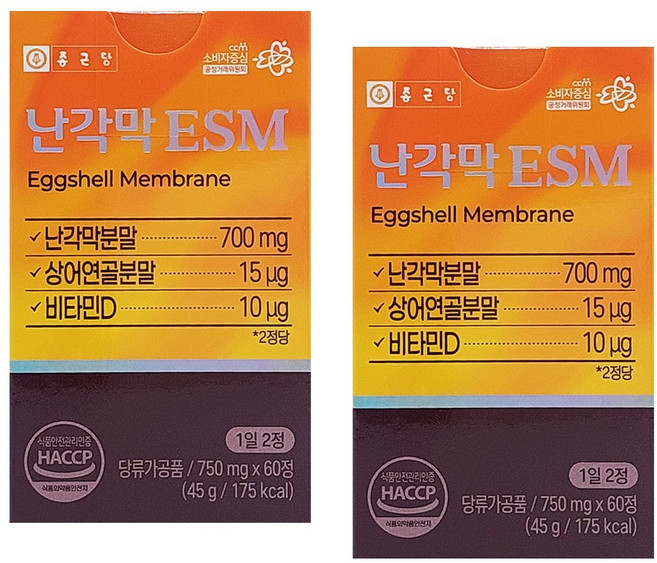 종근당
CCM
소비자중심
공정거래위원회
난각막 ESM
Eggshell Membrane
난각막분말 700 mg
상어연골분말 15 µg
비타민D 10 µg
*2정당
식품안전관리인증
HACCP
식품의약품안전처
1일 2정
당류가공품 / 750 mg x 60정
(45 g / 175 kcal)
종근당
CCM
소비자중심
공정거래위원회
난각막 ESM
Eggshell Membrane
난각막분말 700 mg
상어연골분말 15 µg
비타민D 10 µg
*2정당
식품안전관리인증
HACCP
식품의약품안전처
1일 2정
당류가공품 / 750 mg x 60정
(45 g / 175 kcal)